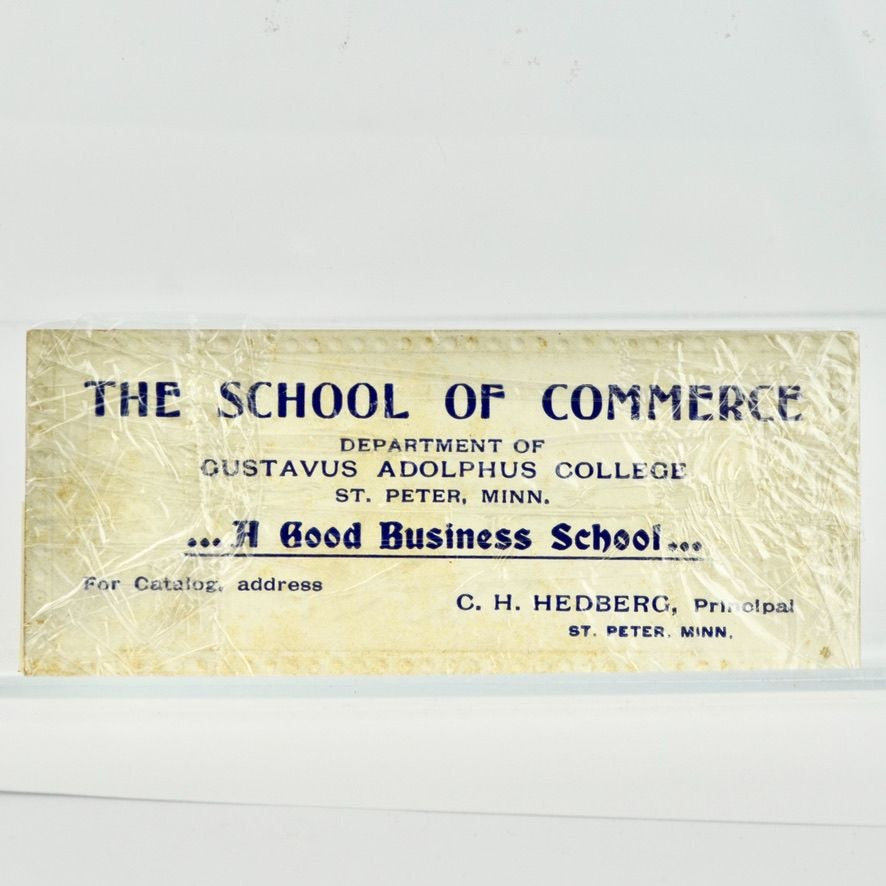 THE SCHOOL OF COMMERCE
DEPARTMENT OF
GUSTAVUS ADOLPHUS COLLEGE
ST. PETER, MINN.
... A Good Business School...
For Catalog, address
C. H. HEDBERG, Principal
ST. PETER, MINN.